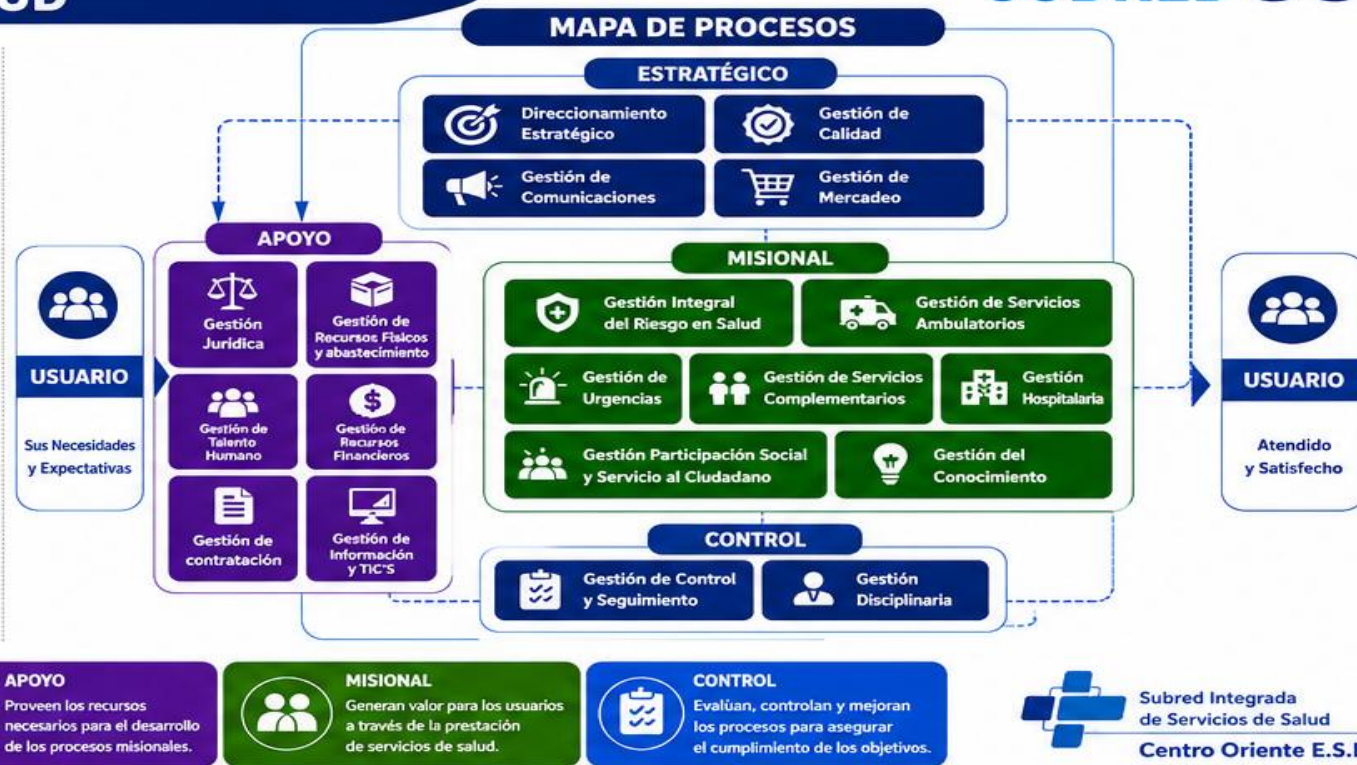 UD
MAPA DE PROCESOS
ESTRATÉGICO
Direccionamiento
Estratégico
Gestión de
Calidad
Gestión de
Comunicaciones
Gestión de
Mercadeo
APOYO
Gestión
Jurídica
Gestión de
Recursos Físicos
y abastecimiento
Gestión de
Talento
Humano
Gestión de
Recursos
Financieros
Gestión de
contratación
Gestión de
Información
y TIC'S
USUARIO
Sus Necesidades
y Expectativas
MISIONAL
Gestión Integral
del Riesgo en Salud
Gestión de Servicios
Ambulatorios
Gestión de
Urgencias
Gestión de Servicios
Complementarios
Gestión
Hospitalaria
Gestión Participación Social
y Servicio al Ciudadano
Gestión del
Conocimiento
USUARIO
Atendido
y Satisfecho
CONTROL
Gestión de Control
y Seguimiento
Gestión
Disciplinaria
APOYO
Proveen los recursos
necesarios para el desarrollo
de los procesos misionales.
MISIONAL
Generan valor para los usuarios
a través de la prestación
de servicios de salud.
CONTROL
Evalúan, controlan y mejoran
los procesos para asegurar
el cumplimiento de los objetivos.
Subred Integrada
de Servicios de Salud
Centro Oriente E.S.